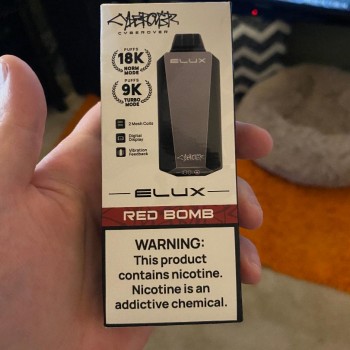 CYBEROVER
CYBEROVER
PUFFS
18K
NORM
MODE
PUFFS
9K
TURBO
MODE
2 Mesh Coils
Digital
Display
Vibration
Feedback
ELUX
CYBEROVER
ELUX
RED BOMB
WARNING:
This product
contains nicotine.
Nicotine is an
addictive chemical.